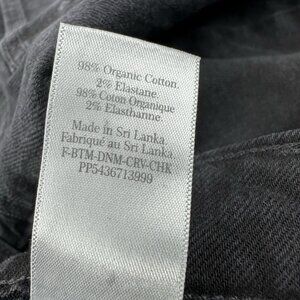 98% Organic Cotton.
2% Elastane.
98% Coton Organique
2% Elasthanne.
Made in Sri Lanka.
Fabriqué au Sri Lanka.
F-BTM-DNM-CRV-CHK
PP5436713999